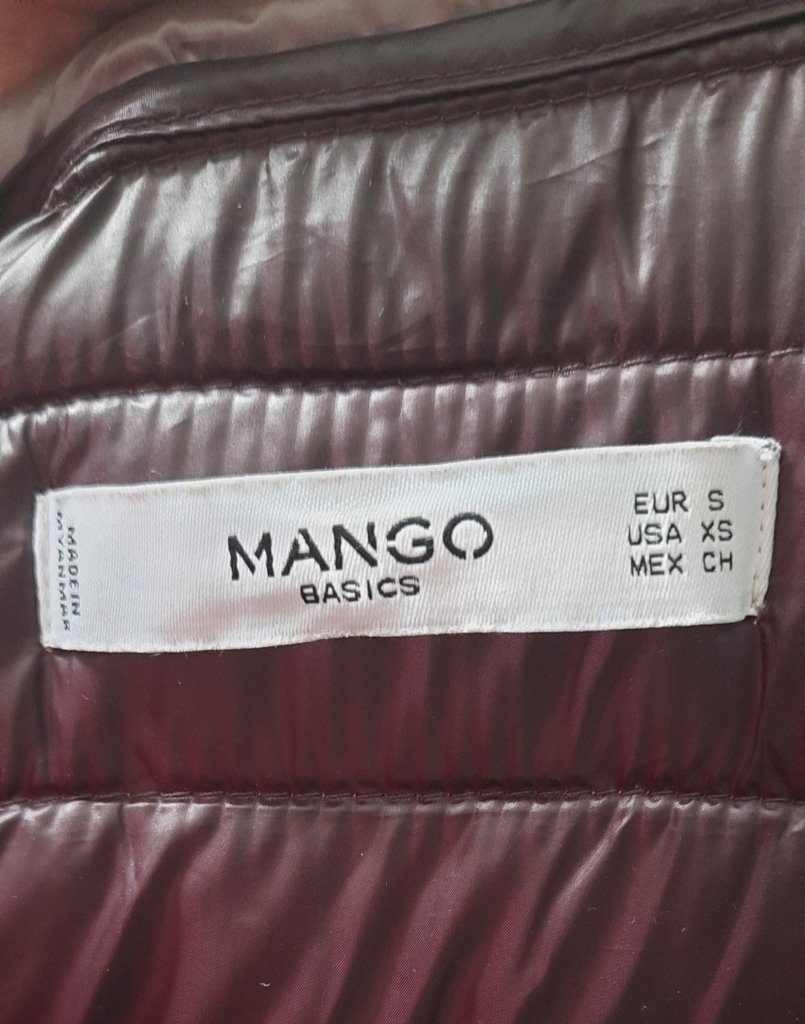 MADE IN
MYANMAR
MANGO
BASICS
EUR S
USA XS
MEX CH